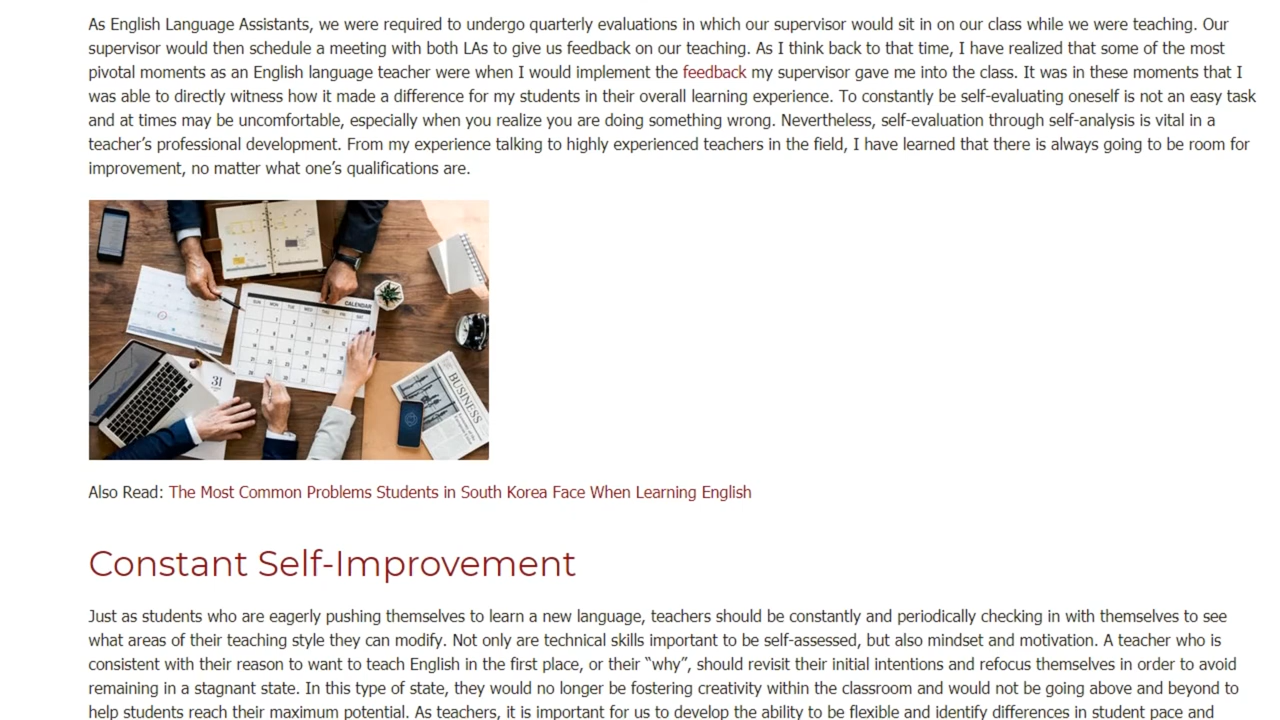 As English Language Assistants, we were required to undergo quarterly evaluations in which our supervisor would sit in on our class while we were teaching. Our
supervisor would then schedule a meeting with both LAs to give us feedback on our teaching. As I think back to that time, I have realized that some of the most
pivotal moments as an English language teacher were when I would implement the feedback my supervisor gave me into the class. It was in these moments that I
was able to directly witness how it made a difference for my students in their overall learning experience. To constantly be self-evaluating oneself is not an easy task
and at times may be uncomfortable, especially when you realize you are doing something wrong. Nevertheless, self-evaluation through self-analysis is vital in a
teacher’s professional development. From my experience talking to highly experienced teachers in the field, I have learned that there is always going to be room for
improvement, no matter what one’s qualifications are.
CALENDAR
SUN MON TUE WED THU FRI SAT
31
BUSINESS
Also Read: The Most Common Problems Students in South Korea Face When Learning English
Constant Self-Improvement
Just as students who are eagerly pushing themselves to learn a new language, teachers should be constantly and periodically checking in with themselves to see
what areas of their teaching style they can modify. Not only are technical skills important to be self-assessed, but also mindset and motivation. A teacher who is
consistent with their reason to want to teach English in the first place, or their “why”, should revisit their initial intentions and refocus themselves in order to avoid
remaining in a stagnant state. In this type of state, they would no longer be fostering creativity within the classroom and would not be going above and beyond to
help students reach their maximum potential. As teachers, it is important for us to develop the ability to be flexible and identify differences in student pace and